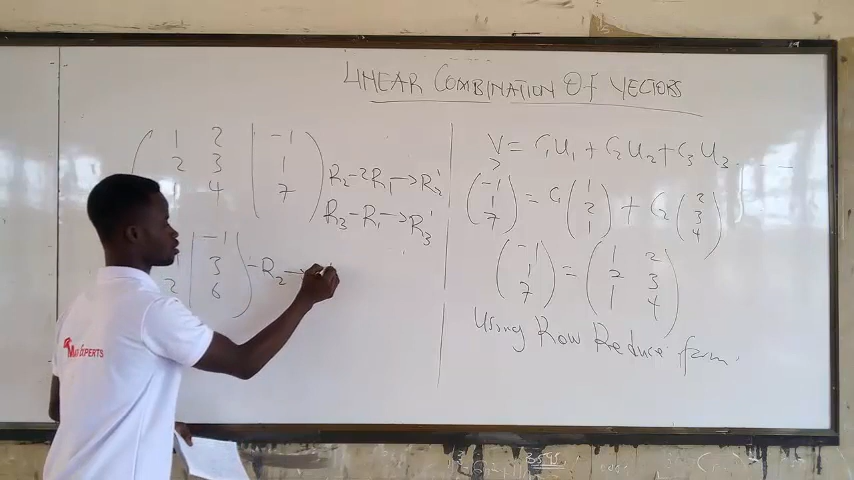 LINEAR COMBINATION OF VECTORS
1 2 | -1
2 3 | 1
1 4 | 7
R₂-2R₁→R₂'
R₃-R₁→R₃'
-1
3
2 | 6
-R₂→
V = C₁U₁ + C₂U₂ + C₃U₃ ......
(-1 1 7) = C₁ (1 2 1) + C₂ (2 3 4)
(-1 1 7) = (1 2
2 3
1 4)
Using Row Reduce form.
EXPERTS